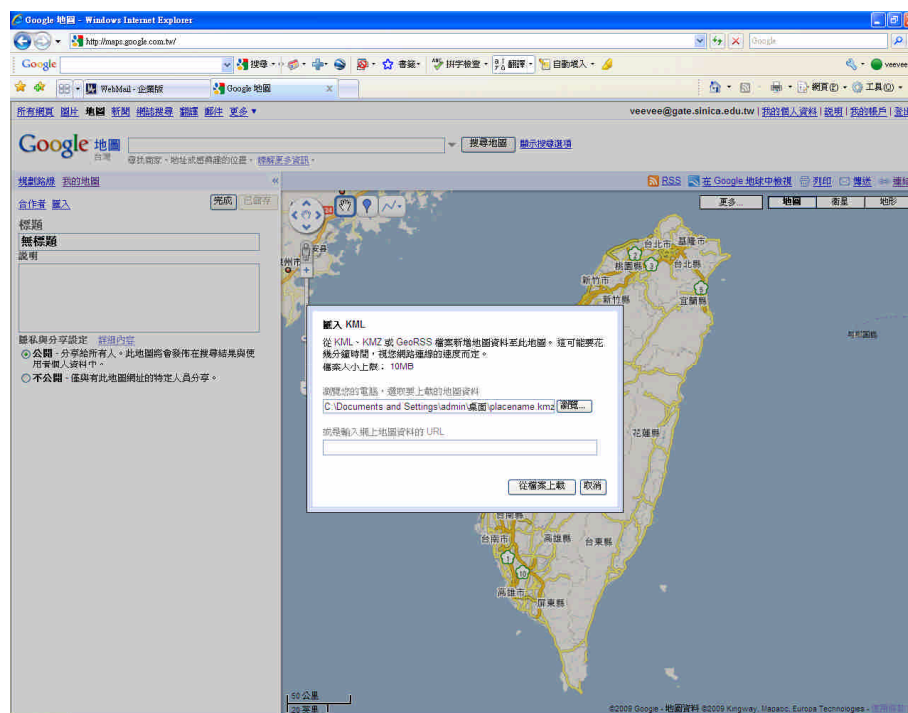 Google 地圖 - Windows Internet Explorer
http://maps.google.com.tw/
Google
Google 搜尋 書籤 拼字檢查 翻譯 自動填入 veevee
WebMail - 企業版 Google 地圖 網頁(P) 工具(O)
所有網頁 圖片 地圖 新聞 網誌搜尋 翻譯 郵件 更多 ▼
veevee@gate.sinica.edu.tw | 我的個人資料 | 說明 | 我的帳戶 |
Google 地圖 搜尋地圖 顯示搜尋選項
台灣
尋找商家、地址或感興趣的位置。瞭解更多資訊。
規劃路線 我的地圖 «
RSS 在 Google 地球中檢視 列印 傳送 連結
合作者 匯入 完成 已儲存
更多... 地圖 衛星 地形
標題
無標題
說明
隱私與分享設定 詳細內容
公開 - 分享給所有人。此地圖將會發佈在搜尋結果與使
用者個人資料中。
不公開 - 僅與有此地圖網址的特定人員分享。
台北市 基隆市
桃園縣 2 3 台北縣
新竹市 5
新竹縣 宜蘭縣
匯入 KML
從 KML、KMZ 或 GeoRSS 檔案新增地圖資料至此地圖。這可能要花
幾分鐘時間，視您網路連線的速度而定。
檔案大小上限： 10MB
瀏覽您的電腦，選取要上載的地圖資料
C:\Documents and Settings\admin\桌面\placename.kmz 瀏覽...
或是輸入網上地圖資料的 URL
從檔案上載 取消
花蓮縣
台南縣
台南市 高雄縣 台東縣
1
10
高雄市
屏東縣
50 公里
20 英里
©2009 Google - 地圖資料 ©2009 Kingway, Mapabc, Europa Technologies -